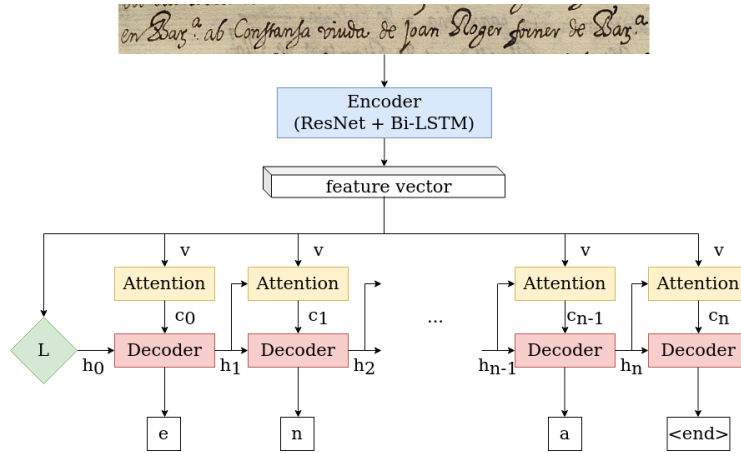 en Barᵃ. ab Constansa viuda de Joan Roger forner de Barᵃ.
Encoder
(ResNet + Bi-LSTM)
feature vector
v v v v
Attention Attention Attention Attention
c0 c1 ... cn-1 cn
L Decoder Decoder Decoder Decoder
h0 h1 h2 hn-1 hn
e n a <end>